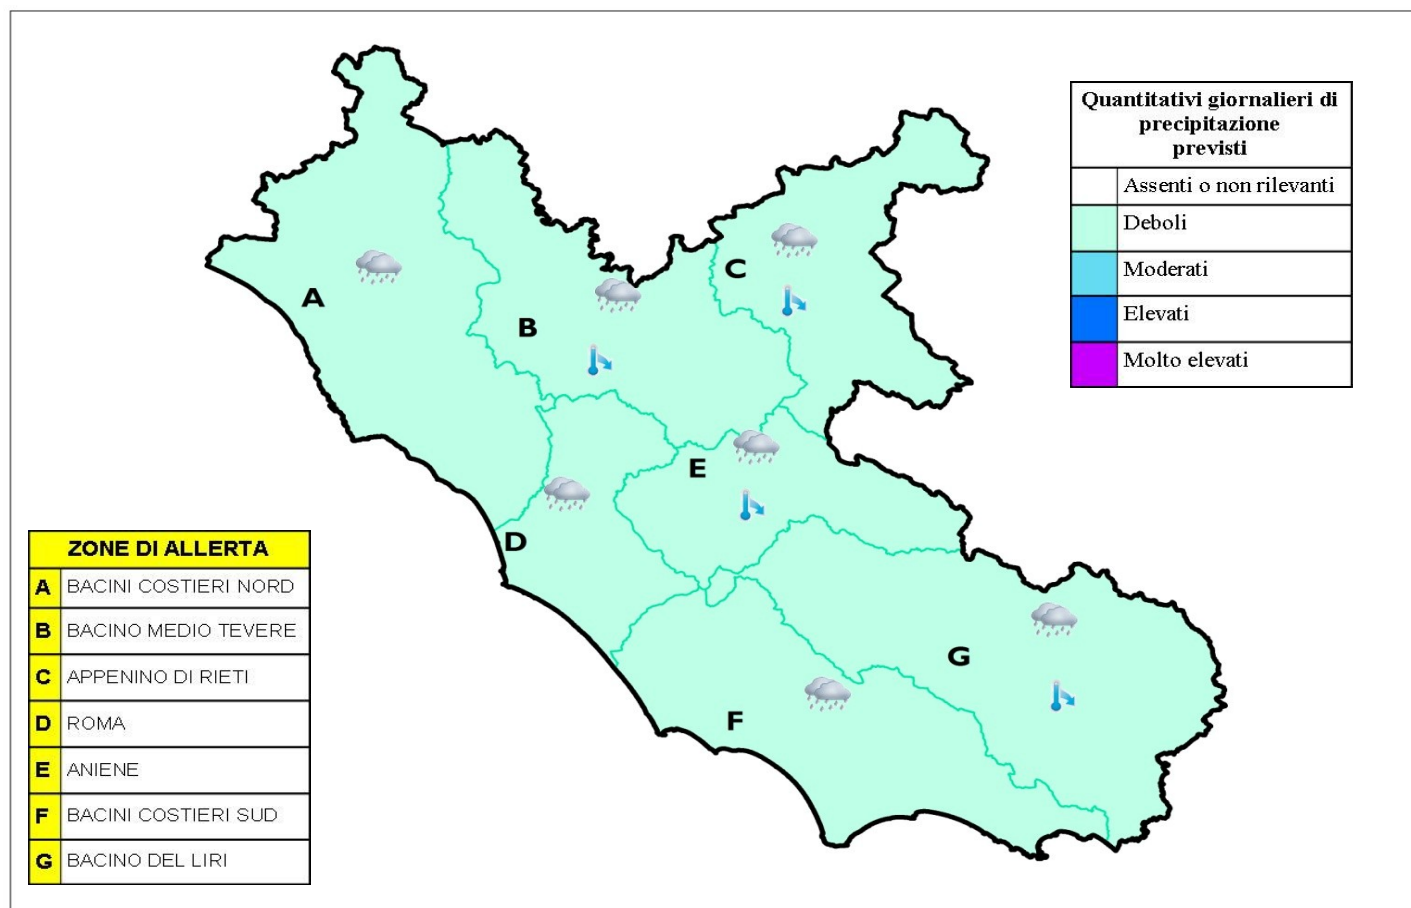 Quantitativi giornalieri di
precipitazione
previsti
Assenti o non rilevanti
Deboli
Moderati
Elevati
Molto elevati
A
B
C
D
E
F
G
ZONE DI ALLERTA
A BACINI COSTIERI NORD
B BACINO MEDIO TEVERE
C APPENINO DI RIETI
D ROMA
E ANIENE
F BACINI COSTIERI SUD
G BACINO DEL LIRI